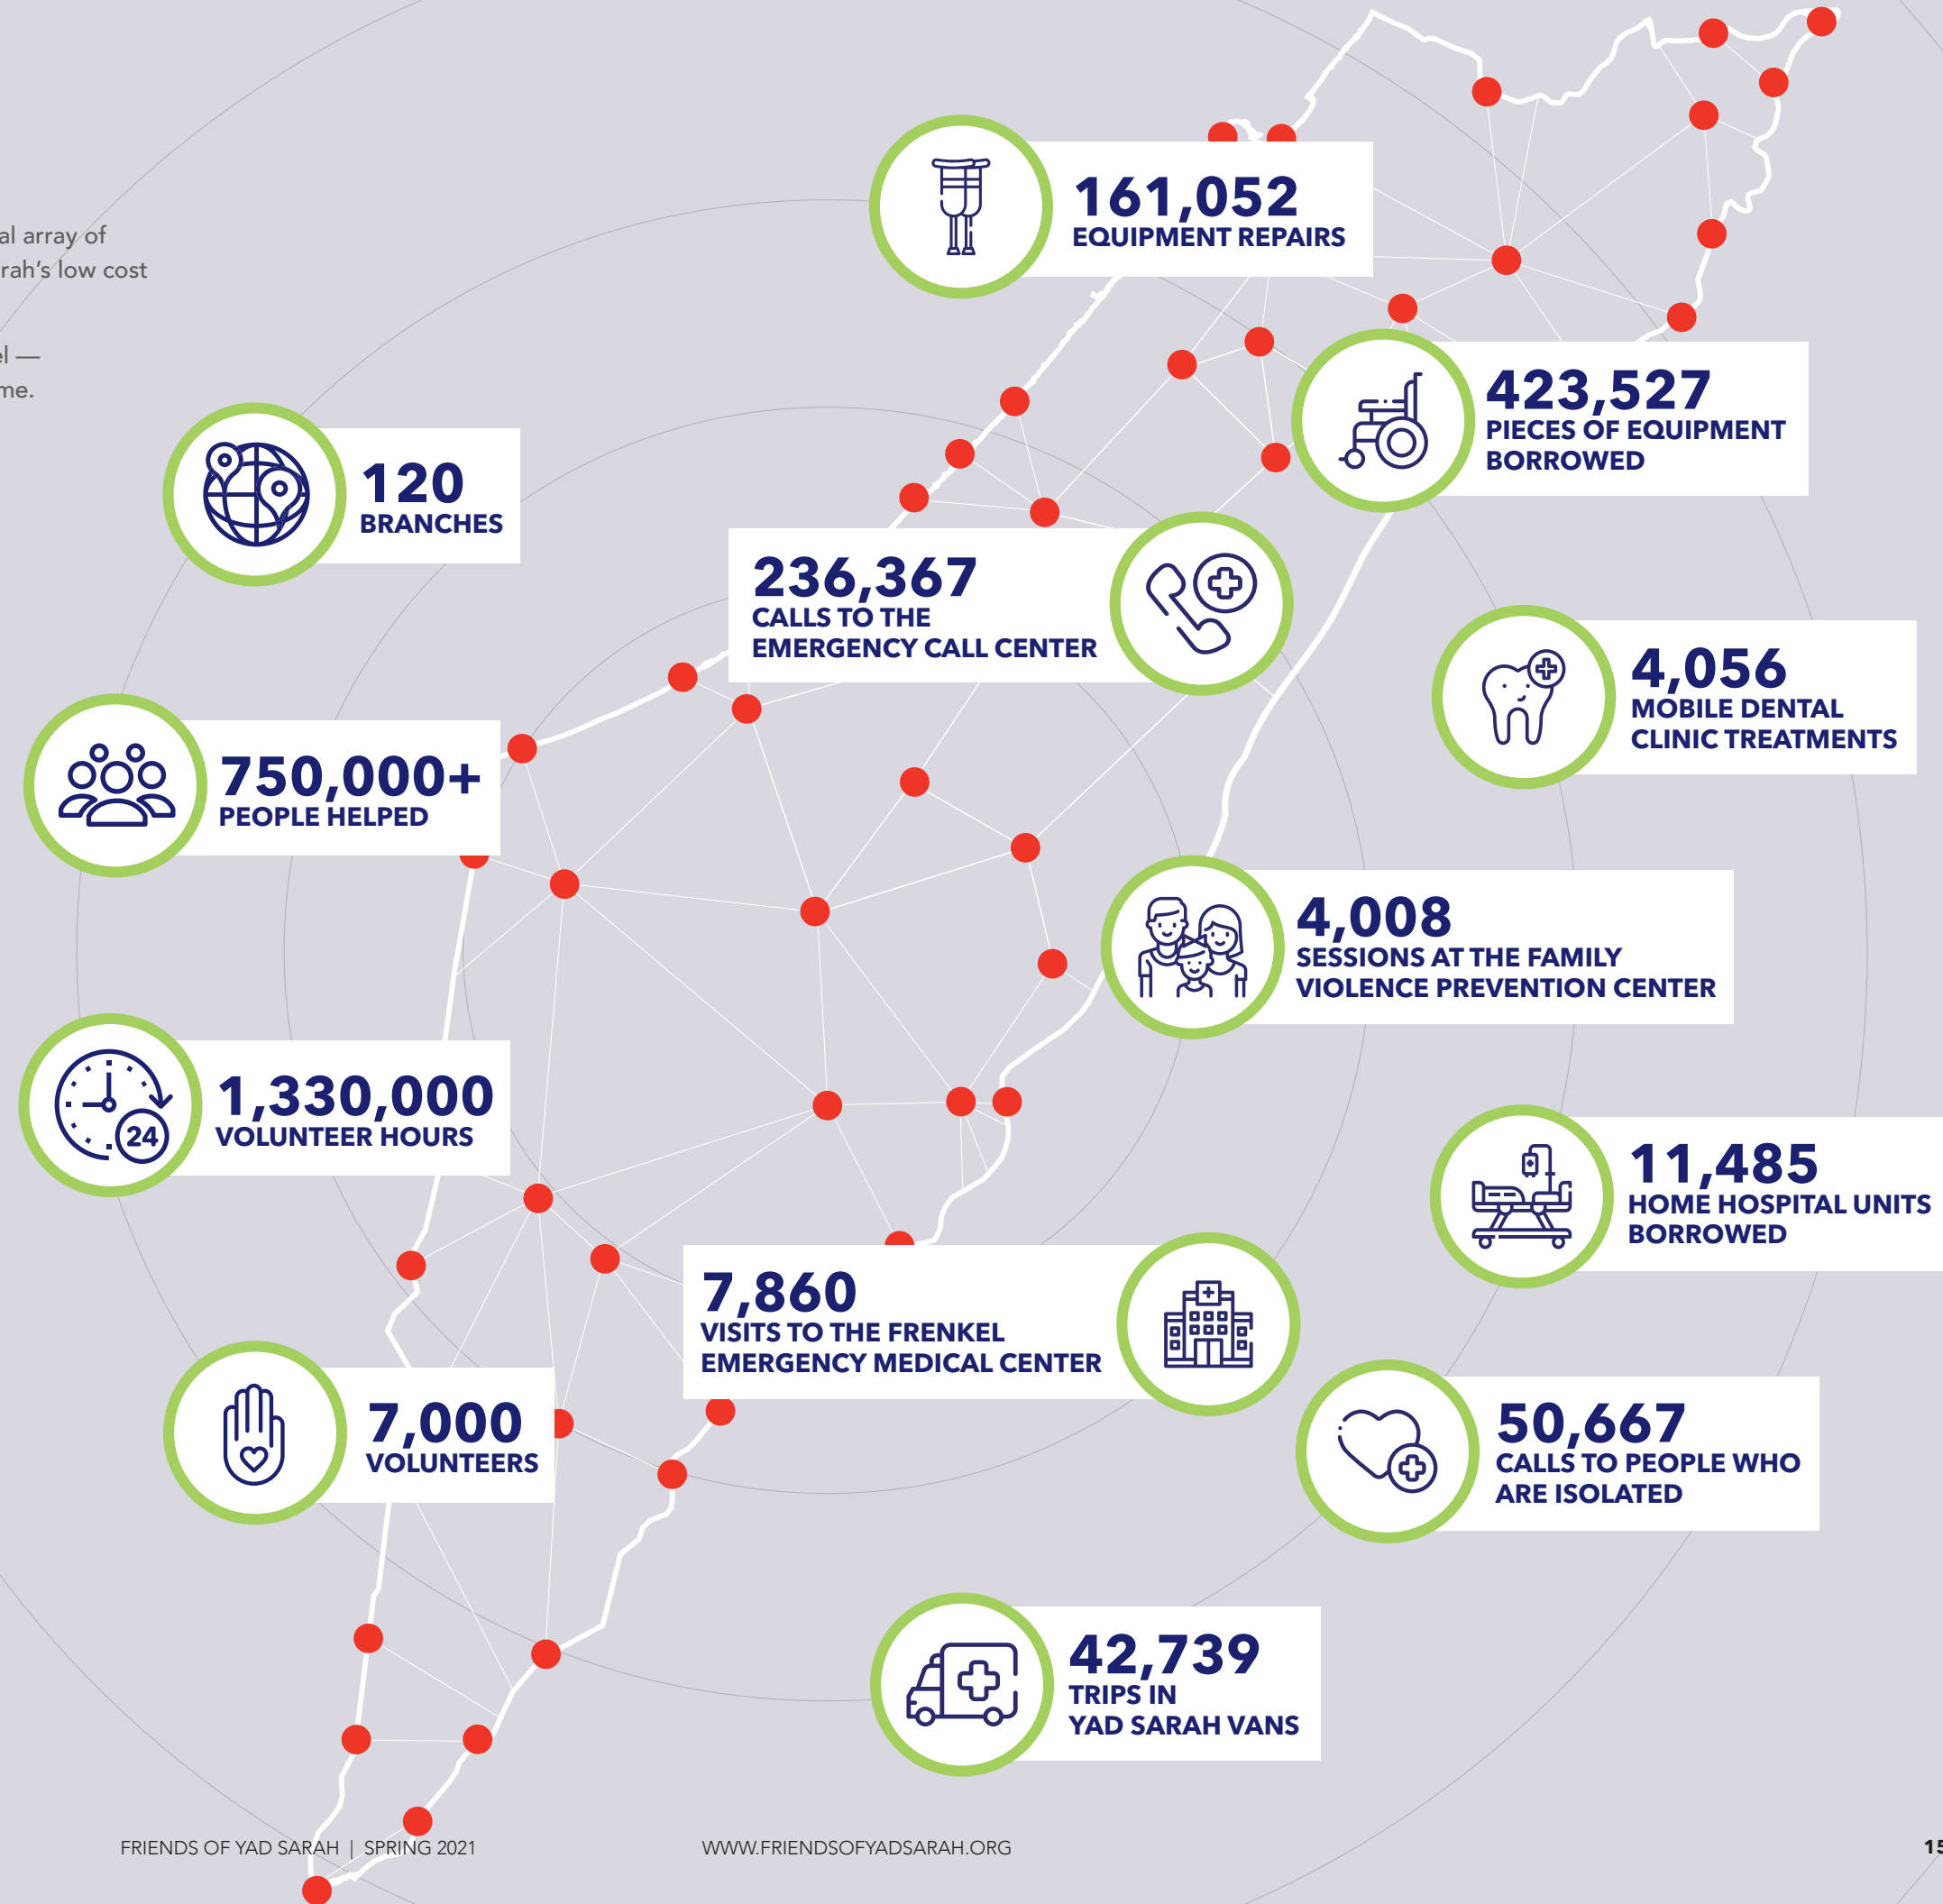 al array of
rah's low cost
el —
me.
161,052
EQUIPMENT REPAIRS
423,527
PIECES OF EQUIPMENT
BORROWED
120
BRANCHES
236,367
CALLS TO THE
EMERGENCY CALL CENTER
4,056
MOBILE DENTAL
CLINIC TREATMENTS
750,000+
PEOPLE HELPED
4,008
SESSIONS AT THE FAMILY
VIOLENCE PREVENTION CENTER
24
1,330,000
VOLUNTEER HOURS
11,485
HOME HOSPITAL UNITS
BORROWED
7,860
VISITS TO THE FRENKEL
EMERGENCY MEDICAL CENTER
7,000
VOLUNTEERS
50,667
CALLS TO PEOPLE WHO
ARE ISOLATED
42,739
TRIPS IN
YAD SARAH VANS
FRIENDS OF YAD SARAH | SPRING 2021
WWW.FRIENDSOFYADSARAH.ORG
15